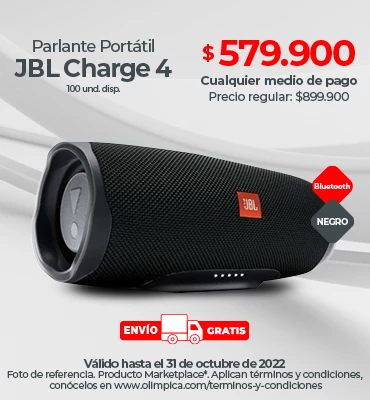 Parlante Portátil
JBL Charge 4
100 und. disp.
$ 579.900
Cualquier medio de pago
Precio regular: $899.900
JBL
Bluetooth
NEGRO
ENVÍO GRATIS
Válido hasta el 31 de octubre de 2022
Foto de referencia. Producto Marketplace*. Aplican términos y condiciones,
conócelos en www.olimpica.com/terminos-y-condiciones